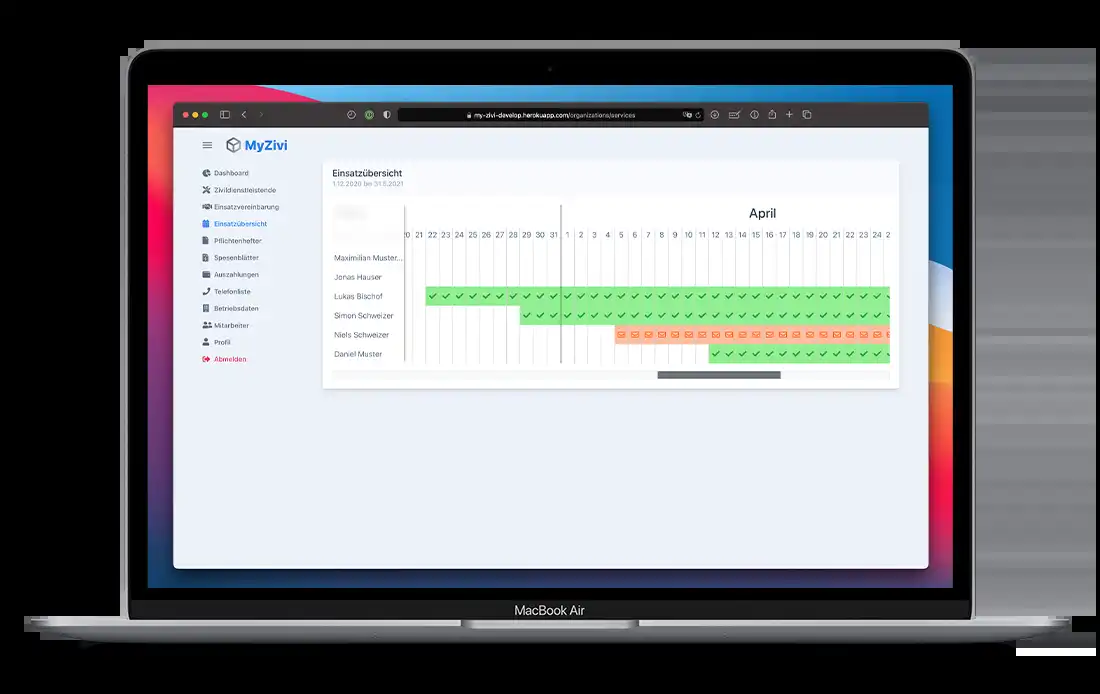 my-zivi-develop.herokuapp.com/organizations/services
MyZivi
Dashboard
Zivildienstleistende
Einsatzvereinbarung
Einsatzübersicht
Pflichtenhefter
Spesenblätter
Auszahlungen
Telefonliste
Betriebsdaten
Mitarbeiter
Profil
Abmelden
Einsatzübersicht
1.12.2020 bis 31.5.2021
April
20 21 22 23 24 25 26 27 28 29 30 31 1 2 3 4 5 6 7 8 9 10 11 12 13 14 15 16 17 18 19 20 21 22 23 24 2
Maximilian Muster...
Jonas Hauser
Lukas Bischof
Simon Schweizer
Niels Schweizer
Daniel Muster
MacBook Air